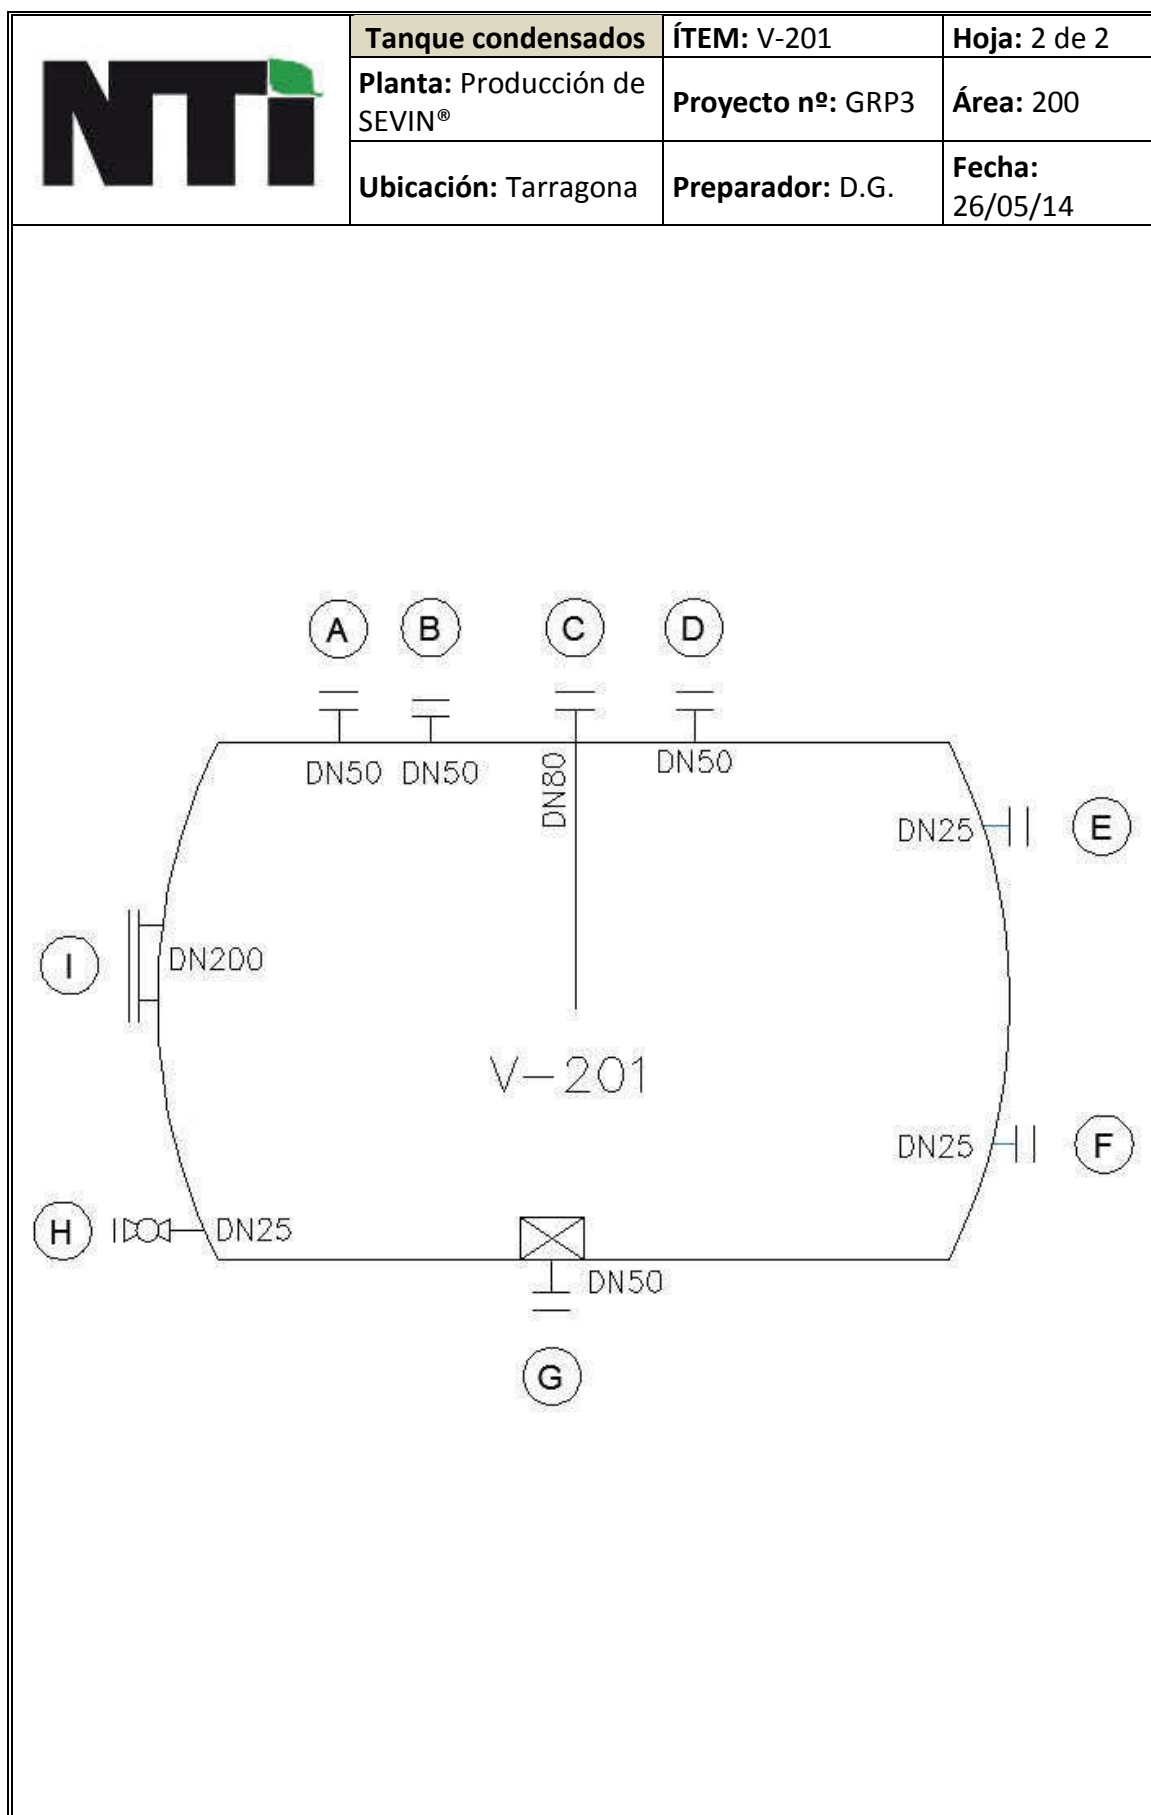 NTi
Tanque condensados
ÍTEM: V-201
Hoja: 2 de 2
Planta: Producción de
SEVIN®
Proyecto nº: GRP3
Área: 200
Ubicación: Tarragona
Preparador: D.G.
Fecha:
26/05/14
A
B
C
D
DN50
DN50
DN80
DN50
DN25
E
I
DN200
V-201
DN25
F
H
DN25
DN50
G